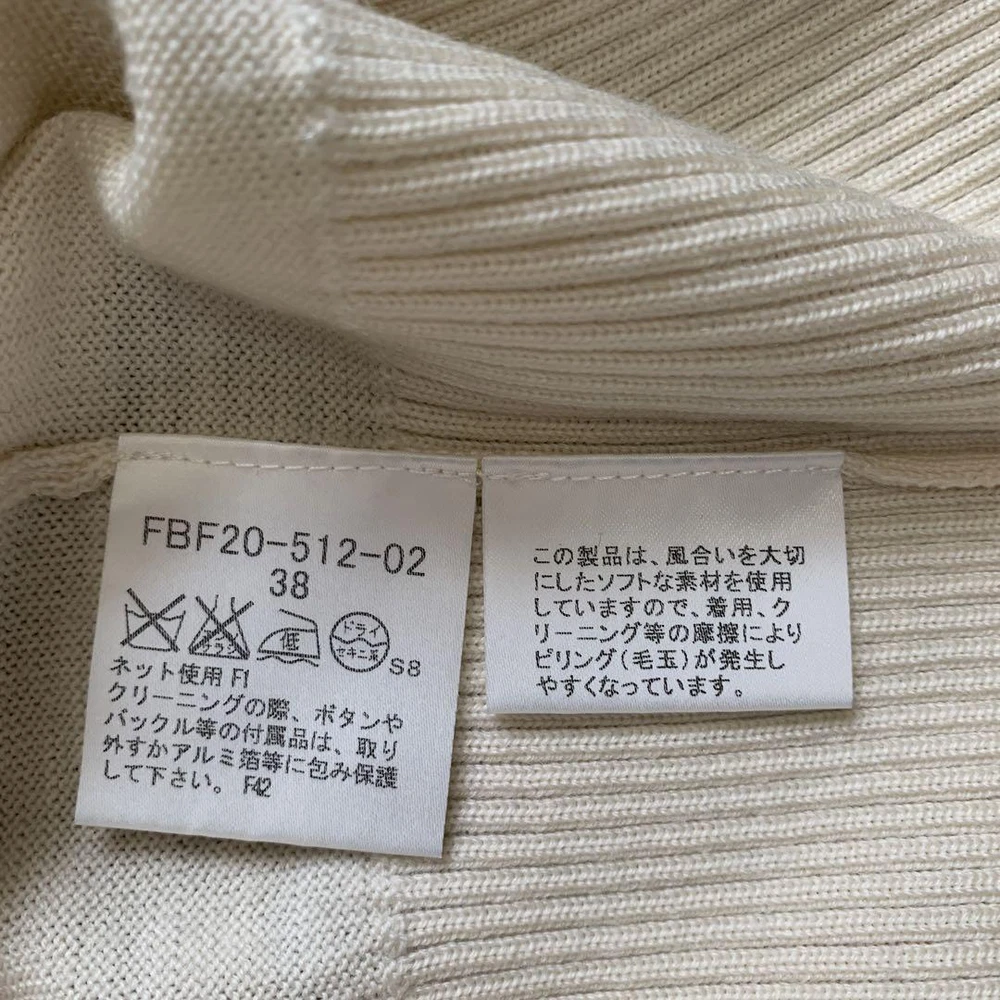 FBF20-512-02
38
エンソサラシ
低
ドライ
セキユ系
S8
ネット使用 F1
クリーニングの際、ボタンや
バックル等の付属品は、取り
外すかアルミ箔等に包み保護
して下さい。 F42
この製品は、風合いを大切
にしたソフトな素材を使用
していますので、着用、ク
リーニング等の摩擦により
ピリング(毛玉)が発生し
やすくなっています。